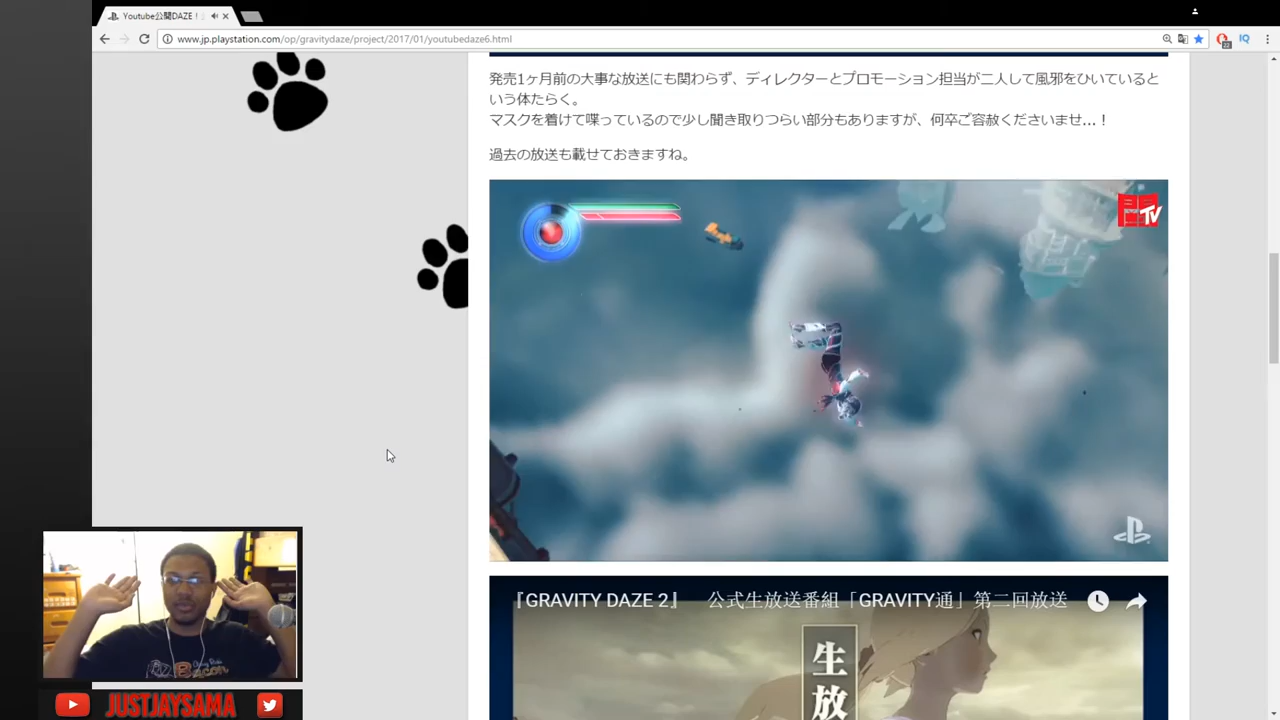 Youtube公開DAZE！
www.jp.playstation.com/op/gravitydaze/project/2017/01/youtubedaze6.html
22
IQ
発売1ヶ月前の大事な放送にも関わらず、ディレクターとプロモーション担当が二人して風邪をひいていると
いう体たらく。
マスクを着けて喋っているので少し聞き取りつらい部分もありますが、何卒ご容赦くださいませ…！
過去の放送も載せておきますね。
TV
『GRAVITY DAZE 2』 公式生放送番組「GRAVITY通」第二回放送
生放
Bacon
JUSTJAYSAMA